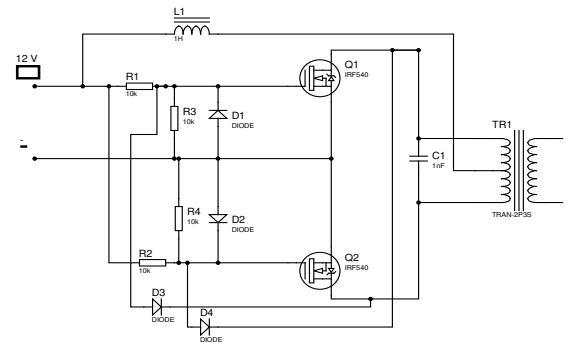 L1
1H
12 V
R1
10k
Q1
IRF540
R3
10k
D1
DIODE
TR1
-
C1
1nF
R4
10k
D2
DIODE
TRAN-2P3S
R2
10k
Q2
IRF540
D3
DIODE
D4
DIODE